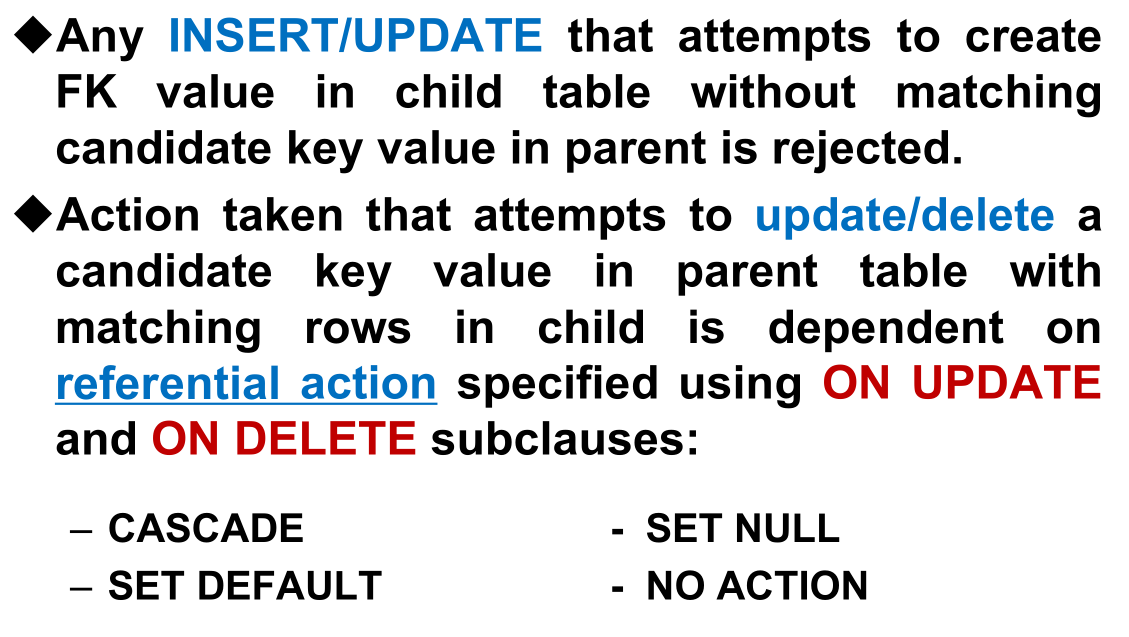 ◆Any INSERT/UPDATE that attempts to create
FK value in child table without matching
candidate key value in parent is rejected.
◆Action taken that attempts to update/delete a
candidate key value in parent table with
matching rows in child is dependent on
referential action specified using ON UPDATE
and ON DELETE subclauses:
– CASCADE - SET NULL
– SET DEFAULT - NO ACTION